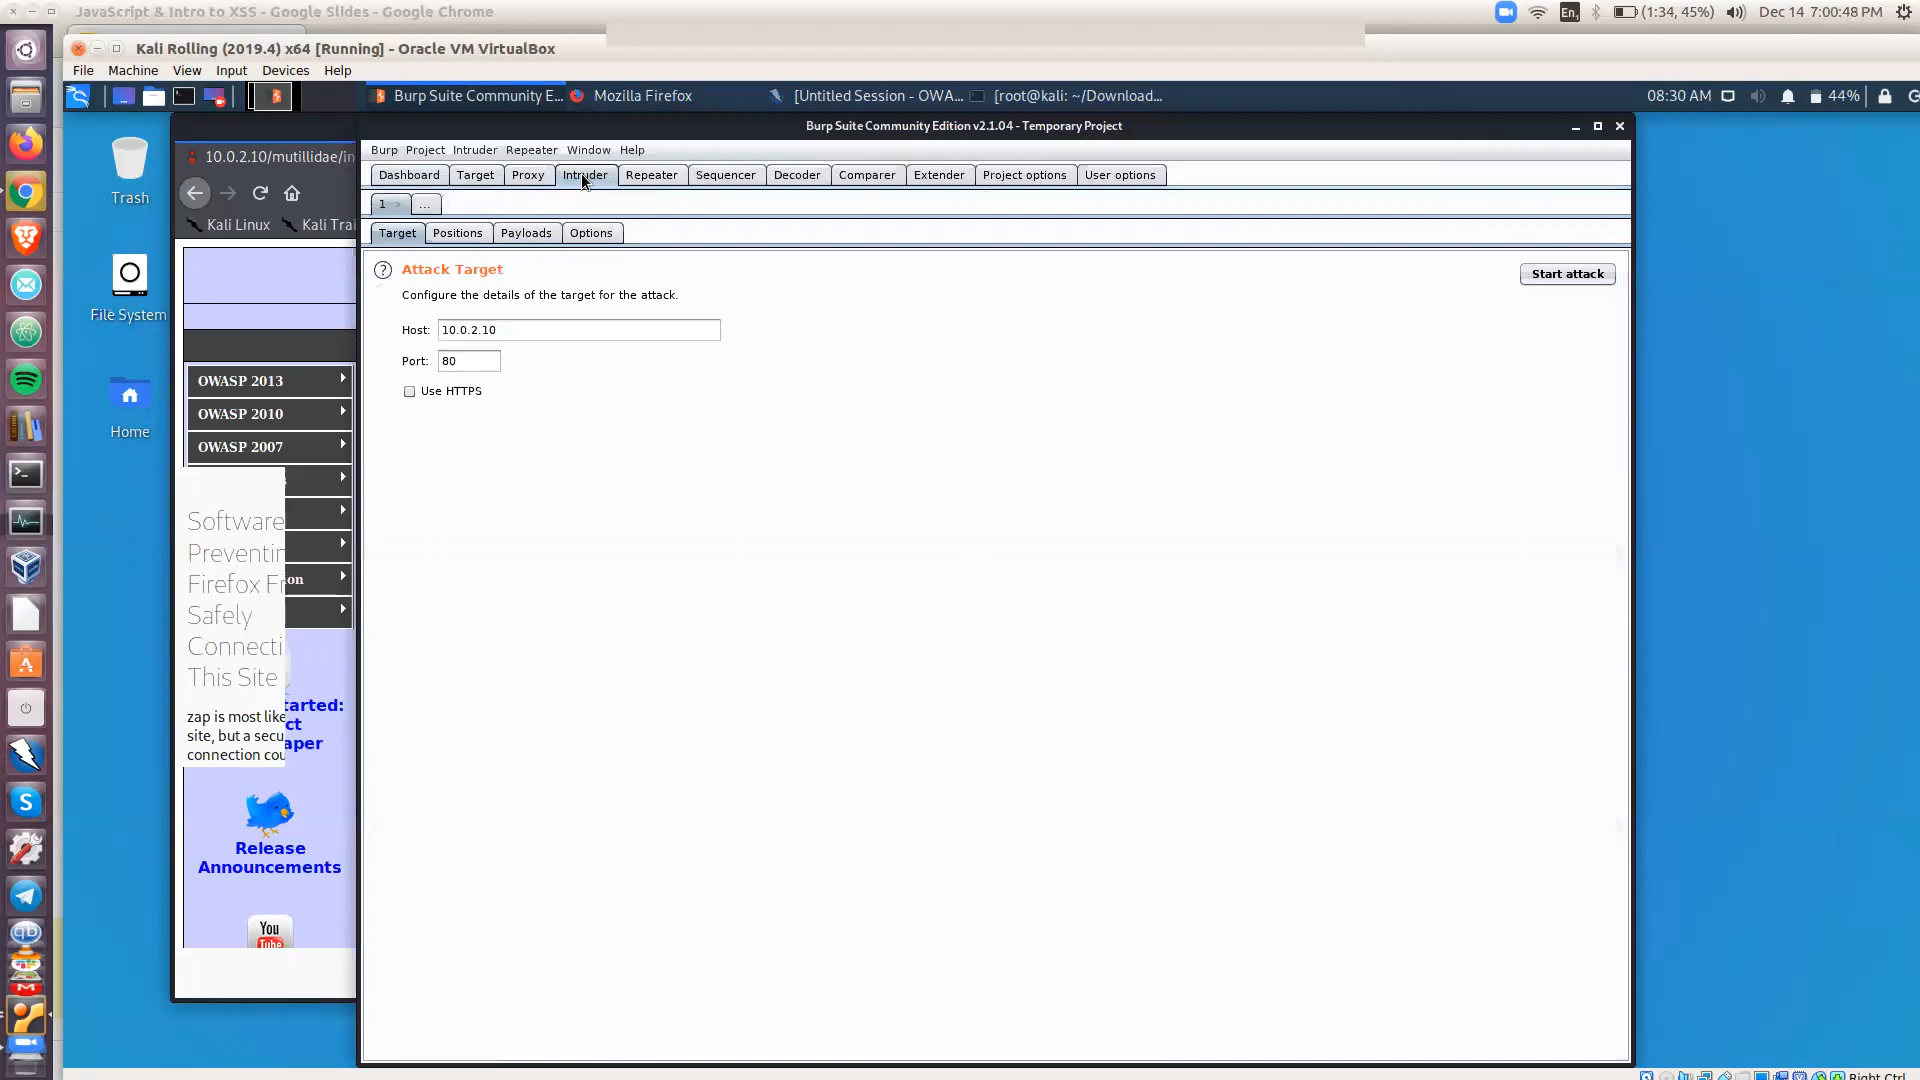 JavaScript & Intro to XSS - Google Slides - Google Chrome
En1
(1:34, 45%)
Dec 14 7:00:48 PM
Kali Rolling (2019.4) x64 [Running] - Oracle VM VirtualBox
File Machine View Input Devices Help
Burp Suite Community E...
Mozilla Firefox
[Untitled Session - OWA...
[root@kali: ~/Download...
08:30 AM
44%
Burp Suite Community Edition v2.1.04 - Temporary Project
Burp Project Intruder Repeater Window Help
Dashboard Target Proxy Intruder Repeater Sequencer Decoder Comparer Extender Project options User options
1 × ...
Target Positions Payloads Options
? Attack Target
Start attack
Configure the details of the target for the attack.
Host: 10.0.2.10
Port: 80
Use HTTPS
Trash
File System
Home
10.0.2.10/mutillidae/in
Kali Linux
Kali Trai
OWASP 2013
OWASP 2010
OWASP 2007
on
Software
Preventin
Firefox Fr
Safely
Connecti
This Site
zap is most like
site, but a secu
connection cou
tarted:
ct
aper
Release
Announcements
You
Tube
S
qb
Right Ctrl